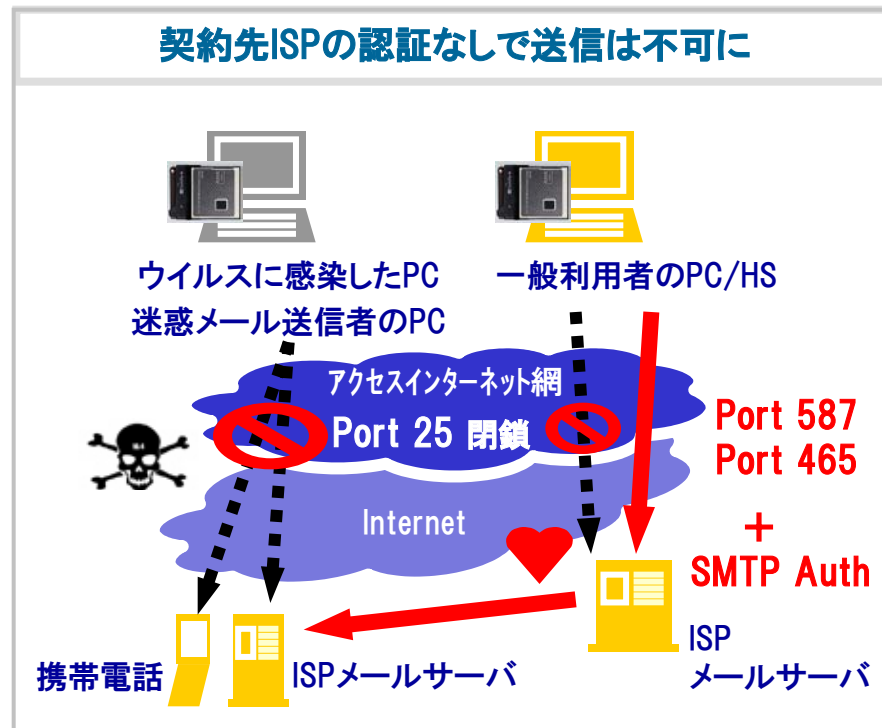 契約先ISPの認証なしで送信は不可に
ウイルスに感染したPC
迷惑メール送信者のPC
一般利用者のPC/HS
アクセスインターネット網
Port 25 閉鎖
Port 587
Port 465
+
SMTP Auth
Internet
携帯電話
ISPメールサーバ
ISP
メールサーバ